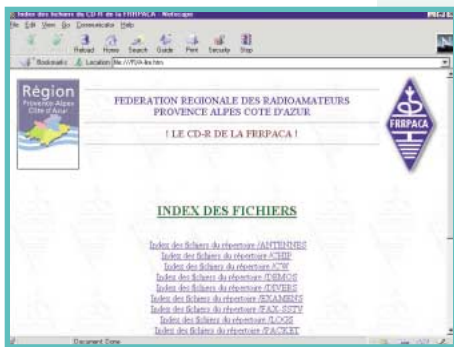 Index des fichiers du CD-R de la FRRPACA - Netscape
File Edit View Go Communicator Help
Reload Home Search Guide Print Security Stop
Bookmarks Location
Région
Provence Alpes
Côte d'Azur
FEDERATION REGIONALE DES RADIOAMATEURS
PROVENCE ALPES COTE D'AZUR
! LE CD-R DE LA FRRPACA !
FRRPACA
INDEX DES FICHIERS
Index des fichiers du répertoire /ANTENNES
Index des fichiers du répertoire /CHIP
Index des fichiers du répertoire /CW
Index des fichiers du répertoire /DEMOS
Index des fichiers du répertoire /DIVERS
Index des fichiers du répertoire /EXAMENS
Index des fichiers du répertoire /FAX-SSTV
Index des fichiers du répertoire /LOGS
Index des fichiers du répertoire /PACKET
Document Done